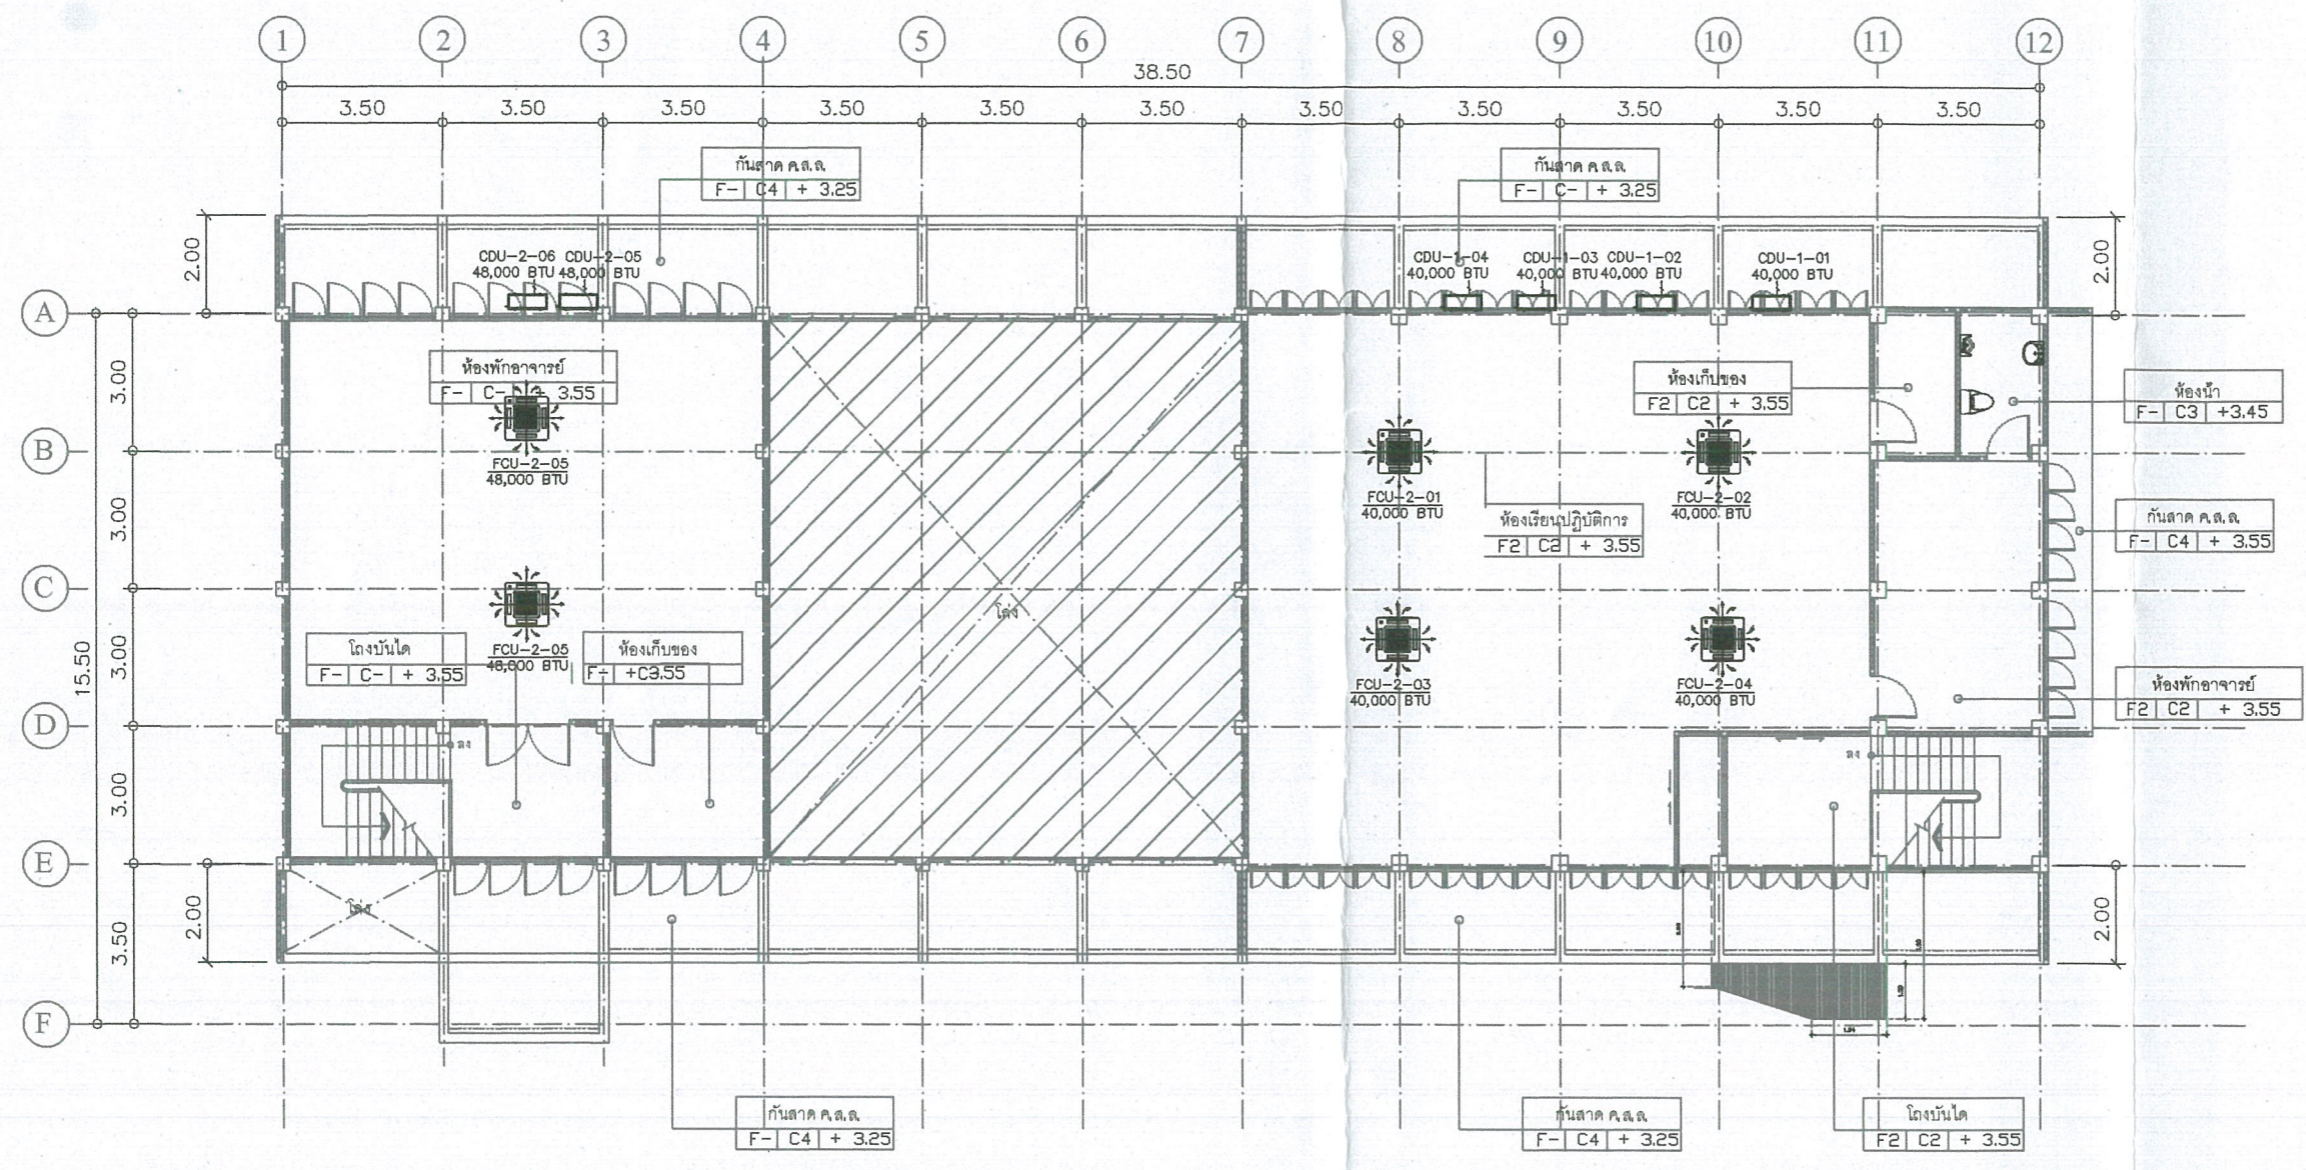 1 2 3 4 5 6 7 8 9 10 11 12
38.50
3.50 3.50 3.50 3.50 3.50 3.50 3.50 3.50 3.50 3.50 3.50
กันสาด ค.ส.ล.
F- C4 + 3.25
กันสาด ค.ส.ล.
F- C- + 3.25
2.00
2.00
CDU-2-06 CDU-2-05
48,000 BTU 48,000 BTU
CDU-1-04 CDU-1-03 CDU-1-02 CDU-1-01
40,000 BTU 40,000 BTU 40,000 BTU 40,000 BTU
A
3.00
ห้องพักอาจารย์
F- C- + 3.55
ห้องเก็บของ
F2 C2 + 3.55
ห้องน้ำ
F- C3 +3.45
B
FCU-2-05
48,000 BTU
FCU-2-01
40,000 BTU
FCU-2-02
40,000 BTU
3.00
ห้องเรียนปฏิบัติการ
F2 C2 + 3.55
กันสาด ค.ส.ล.
F- C4 + 3.55
C
โล่ง
15.50
3.00
โถงบันได
F- C- + 3.55
FCU-2-05
48,000 BTU
ห้องเก็บของ
F- +C3.55
FCU-2-03
40,000 BTU
FCU-2-04
40,000 BTU
ห้องพักอาจารย์
F2 C2 + 3.55
D
ลง
ลง
3.00
E
โล่ง
2.00
3.50
2.00
F
กันสาด ค.ส.ล.
F- C4 + 3.25
กันสาด ค.ส.ล.
F- C4 + 3.25
โถงบันได
F2 C2 + 3.55